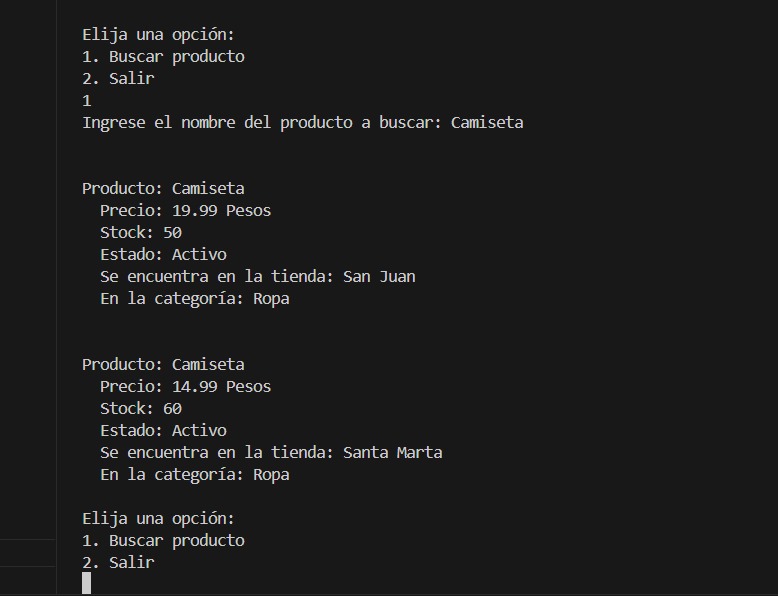 Elija una opción:
1. Buscar producto
2. Salir
1
Ingrese el nombre del producto a buscar: Camiseta
Producto: Camiseta
Precio: 19.99 Pesos
Stock: 50
Estado: Activo
Se encuentra en la tienda: San Juan
En la categoría: Ropa
Producto: Camiseta
Precio: 14.99 Pesos
Stock: 60
Estado: Activo
Se encuentra en la tienda: Santa Marta
En la categoría: Ropa
Elija una opción:
1. Buscar producto
2. Salir